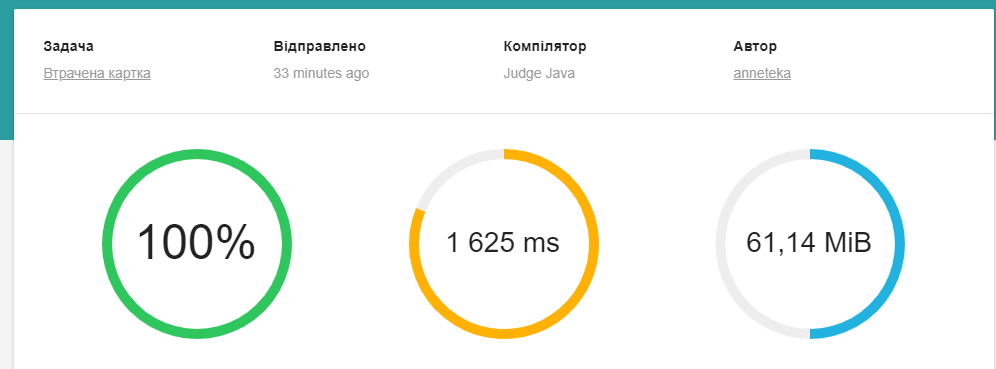 Задача Відправлено Компілятор Автор
Втрачена картка 33 minutes ago Judge Java anneteka
100% 1 625 ms 61,14 MiB